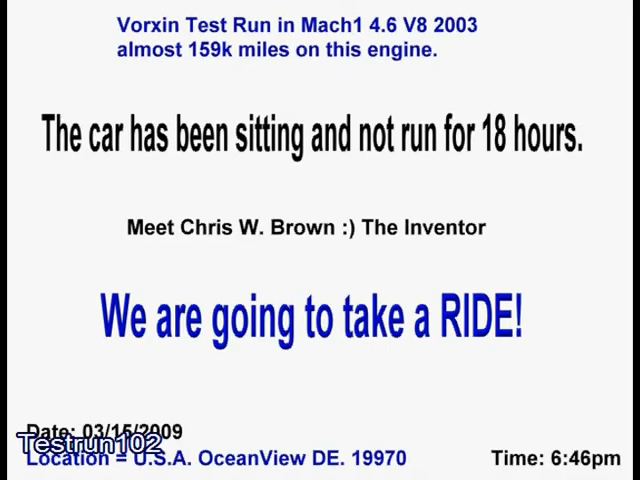 Vorxin Test Run in Mach1 4.6 V8 2003
almost 159k miles on this engine.
The car has been sitting and not run for 18 hours.
Meet Chris W. Brown :) The Inventor
We are going to take a RIDE!
Date: 03/15/2009
Testrun102
Location = U.S.A. OceanView DE. 19970
Time: 6:46pm